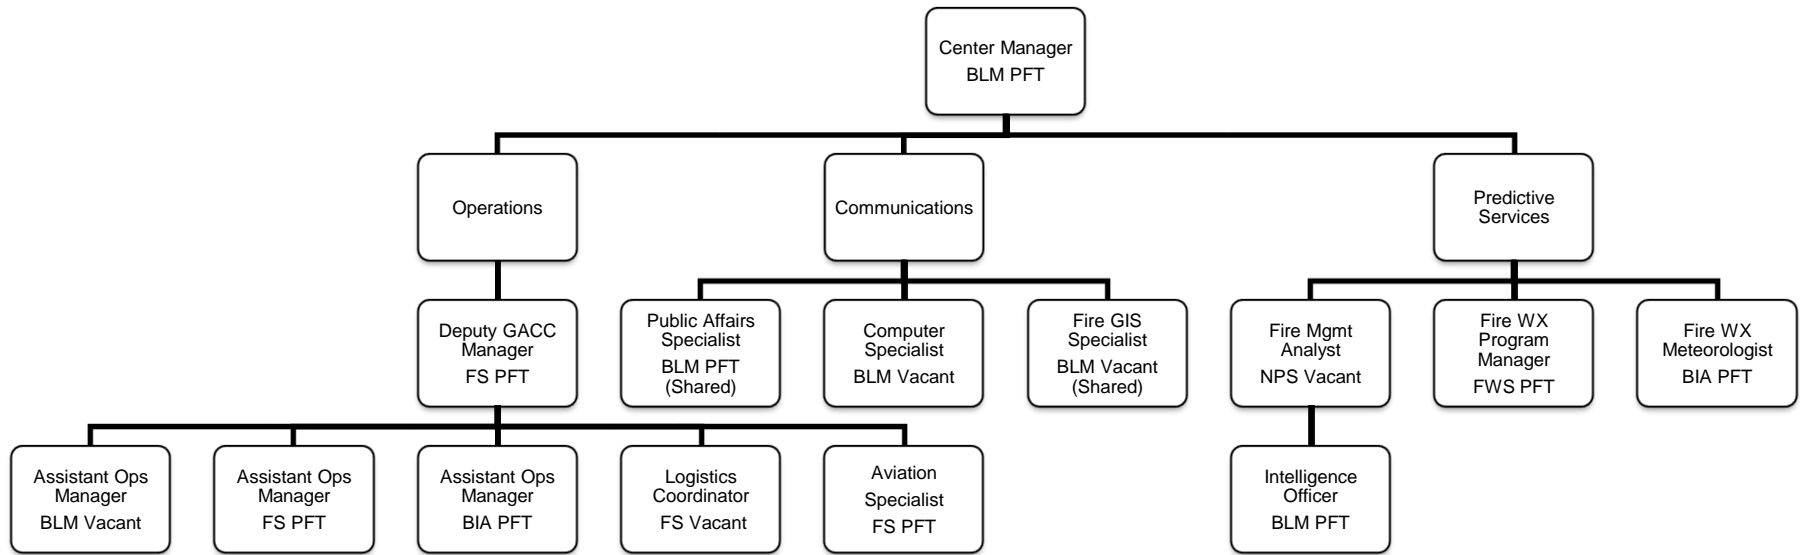 Center Manager
BLM PFT
Operations
Communications
Predictive
Services
Deputy GACC
Manager
FS PFT
Public Affairs
Specialist
BLM PFT
(Shared)
Computer
Specialist
BLM Vacant
Fire GIS
Specialist
BLM Vacant
(Shared)
Fire Mgmt
Analyst
NPS Vacant
Fire WX
Program
Manager
FWS PFT
Fire WX
Meteorologist
BIA PFT
Assistant Ops
Manager
BLM Vacant
Assistant Ops
Manager
FS PFT
Assistant Ops
Manager
BIA PFT
Logistics
Coordinator
FS Vacant
Aviation
Specialist
FS PFT
Intelligence
Officer
BLM PFT